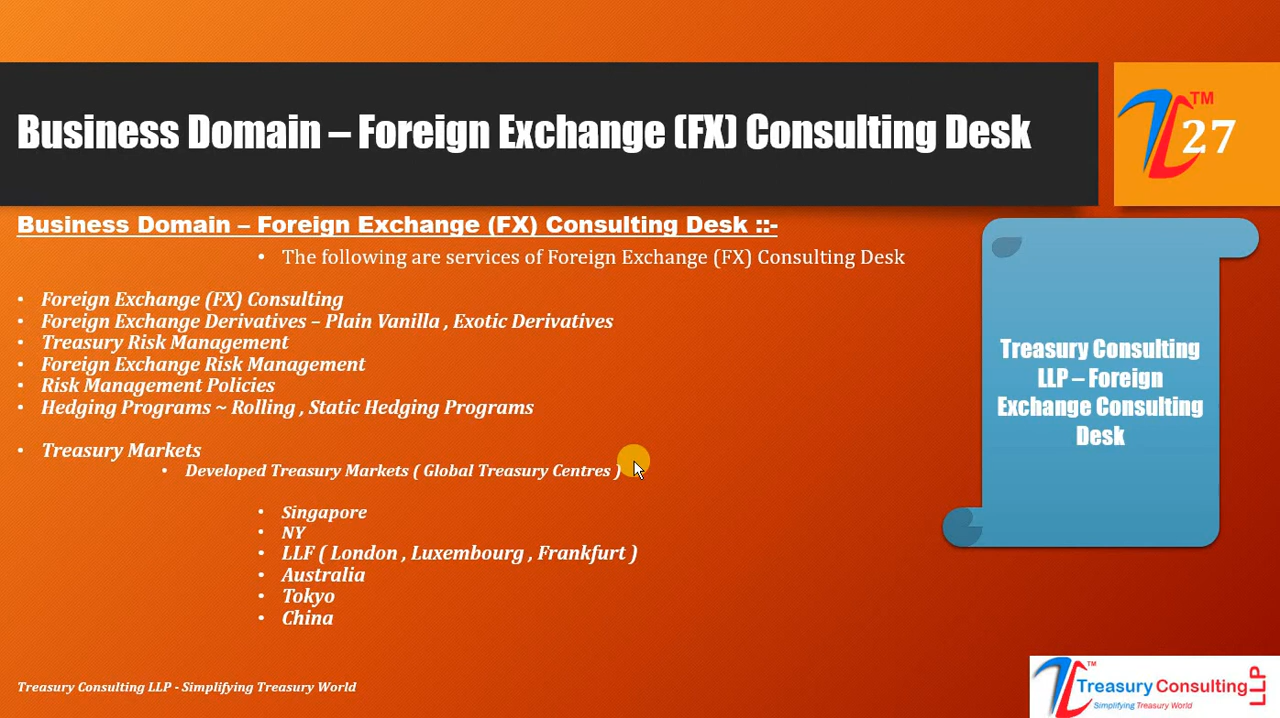 Business Domain – Foreign Exchange (FX) Consulting Desk
TM
27
Business Domain – Foreign Exchange (FX) Consulting Desk ::-
• The following are services of Foreign Exchange (FX) Consulting Desk
• Foreign Exchange (FX) Consulting
• Foreign Exchange Derivatives – Plain Vanilla , Exotic Derivatives
• Treasury Risk Management
• Foreign Exchange Risk Management
• Risk Management Policies
• Hedging Programs ~ Rolling , Static Hedging Programs
• Treasury Markets
• Developed Treasury Markets ( Global Treasury Centres )
• Singapore
• NY
• LLF ( London , Luxembourg , Frankfurt )
• Australia
• Tokyo
• China
Treasury Consulting
LLP – Foreign
Exchange Consulting
Desk
Treasury Consulting LLP - Simplifying Treasury World
TM
Treasury Consulting LLP
Simplifying Treasury World